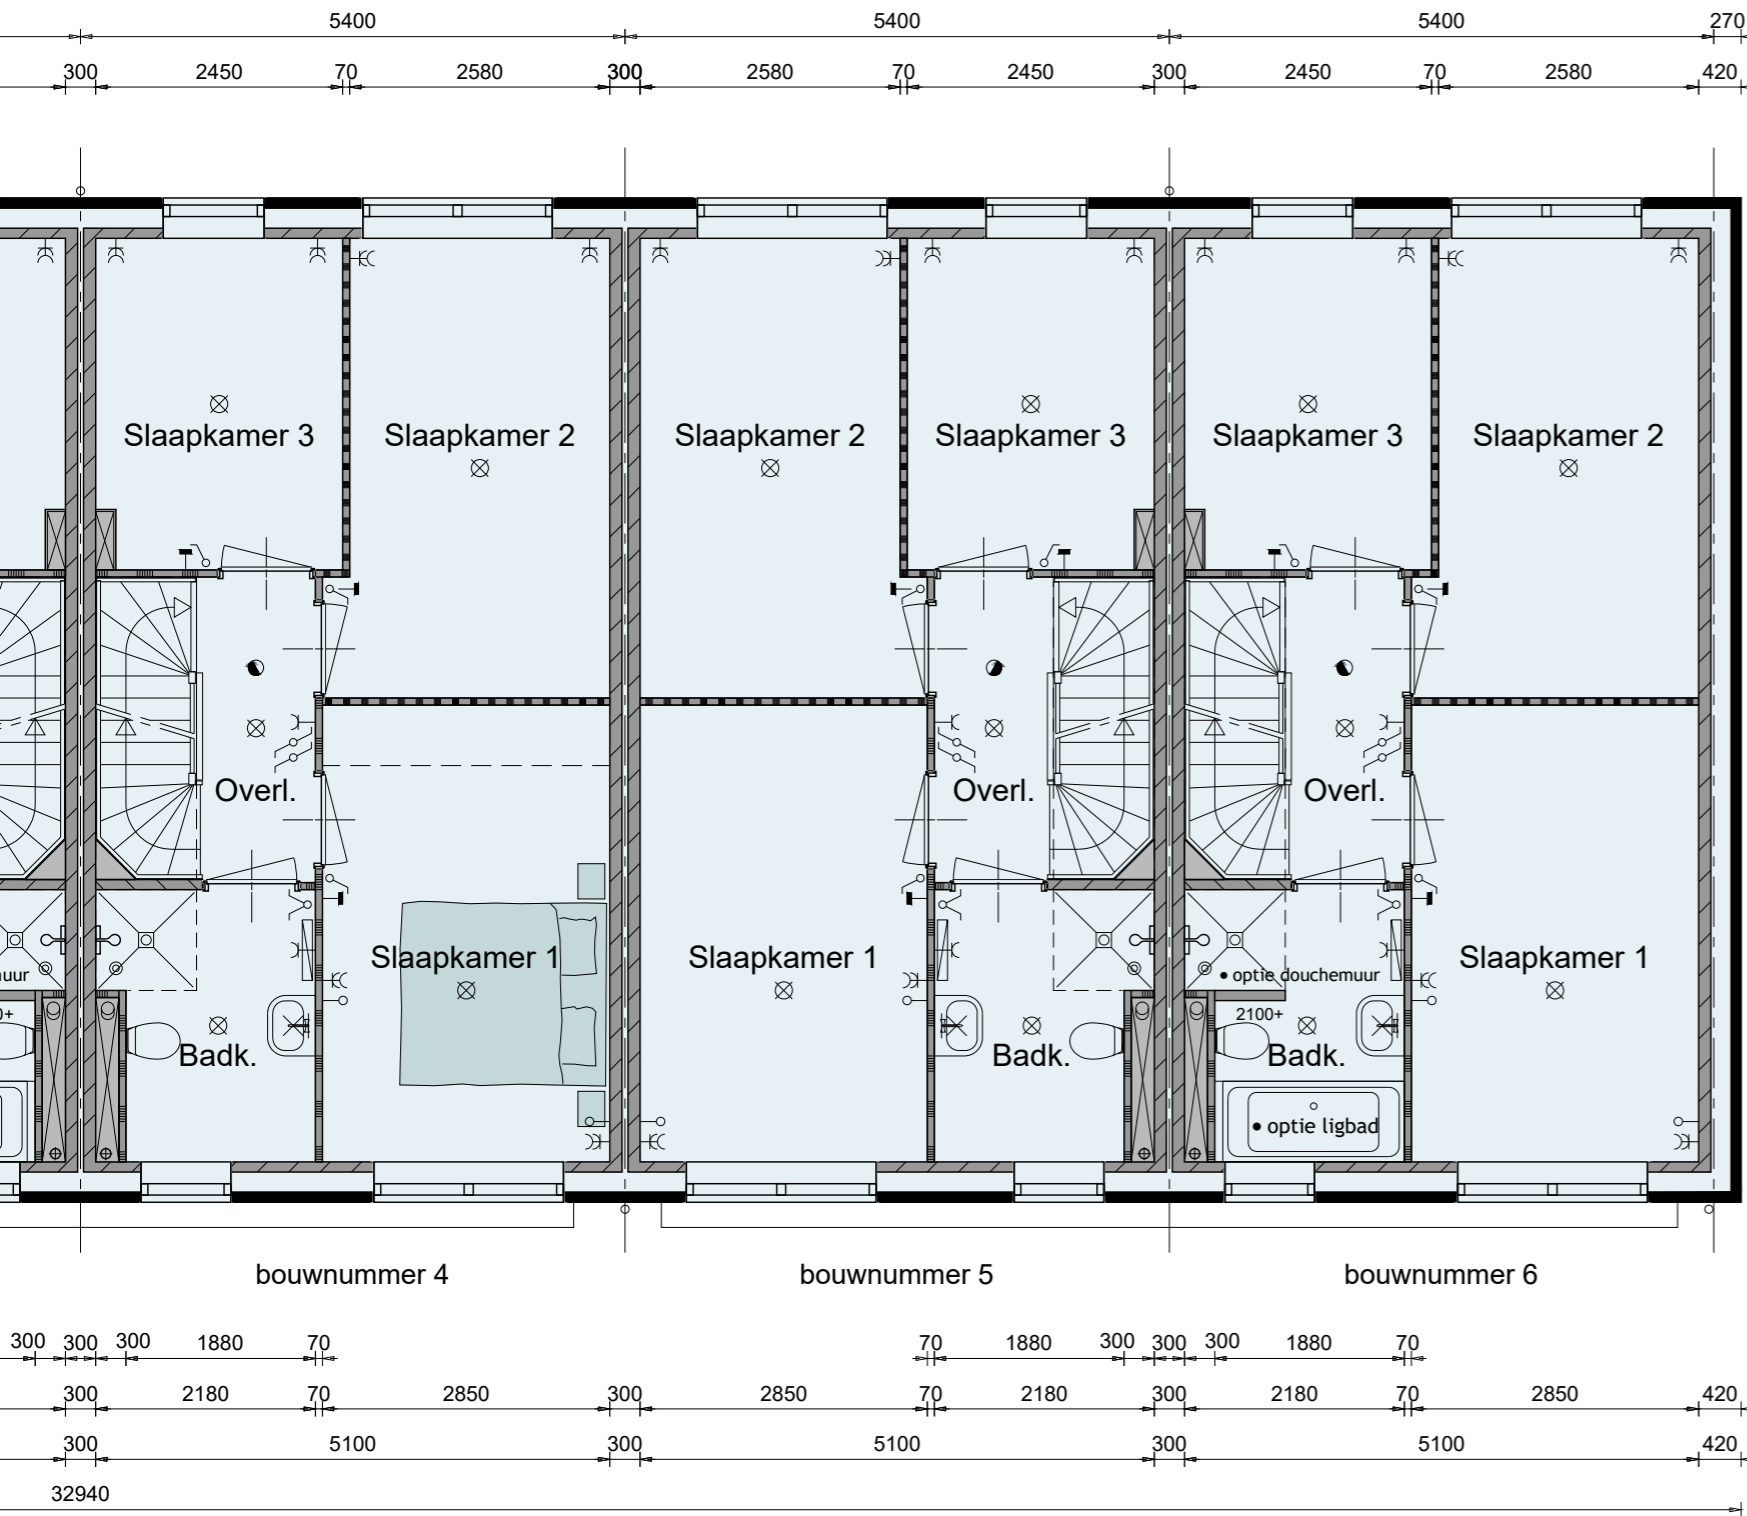 5400 5400 5400 270
300 2450 70 2580 300 2580 70 2450 300 2450 70 2580 420
Slaapkamer 3 Slaapkamer 2 Slaapkamer 2 Slaapkamer 3 Slaapkamer 3 Slaapkamer 2
Overl. Overl. Overl.
Slaapkamer 1 Slaapkamer 1 Slaapkamer 1
uur • optie douchemuur
0+ 2100+
Badk. Badk. Badk.
• optie ligbad
bouwnummer 4 bouwnummer 5 bouwnummer 6
300 300 300 1880 70 70 1880 300 300 300 1880 70
300 2180 70 2850 300 2850 70 2180 300 2180 70 2850 420
300 5100 300 5100 300 5100 420
32940